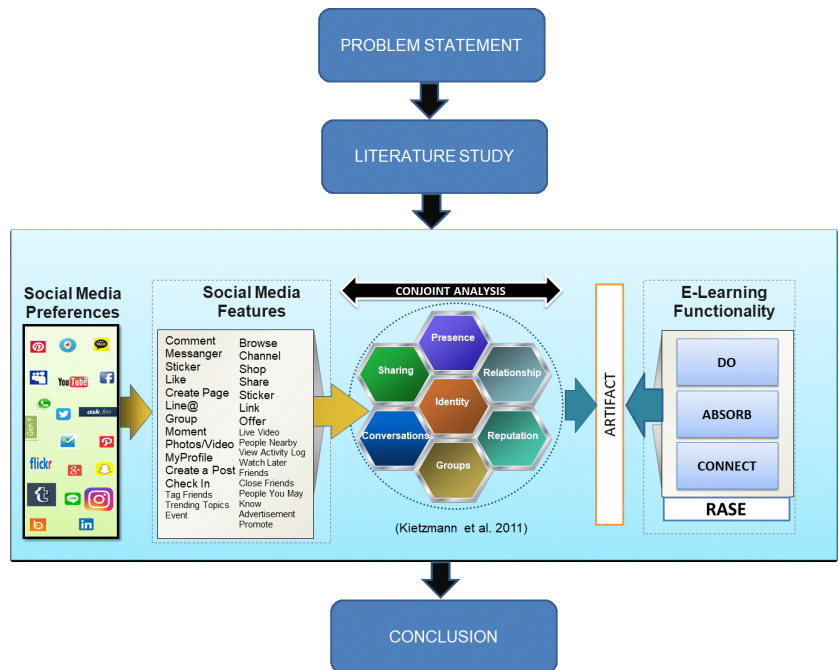 PROBLEM STATEMENT
LITERATURE STUDY
Social Media
Preferences
TALK
YouTube
ask.fm
Gen Y
flickr
g+
t
in
Social Media
Features
Comment
Messanger
Sticker
Like
Create Page
Line@
Group
Moment
Photos/Video
MyProfile
Create a Post
Check In
Tag Friends
Trending Topics
Event
Browse
Channel
Shop
Share
Sticker
Link
Offer
Live Video
People Nearby
View Activity Log
Watch Later
Friends
Close Friends
People You May
Know
Advertisement
Promote
CONJOINT ANALYSIS
Presence
Sharing
Relationship
Identity
Conversations
Reputation
Groups
(Kietzmann et al. 2011)
ARTIFACT
E-Learning
Functionality
DO
ABSORB
CONNECT
RASE
CONCLUSION